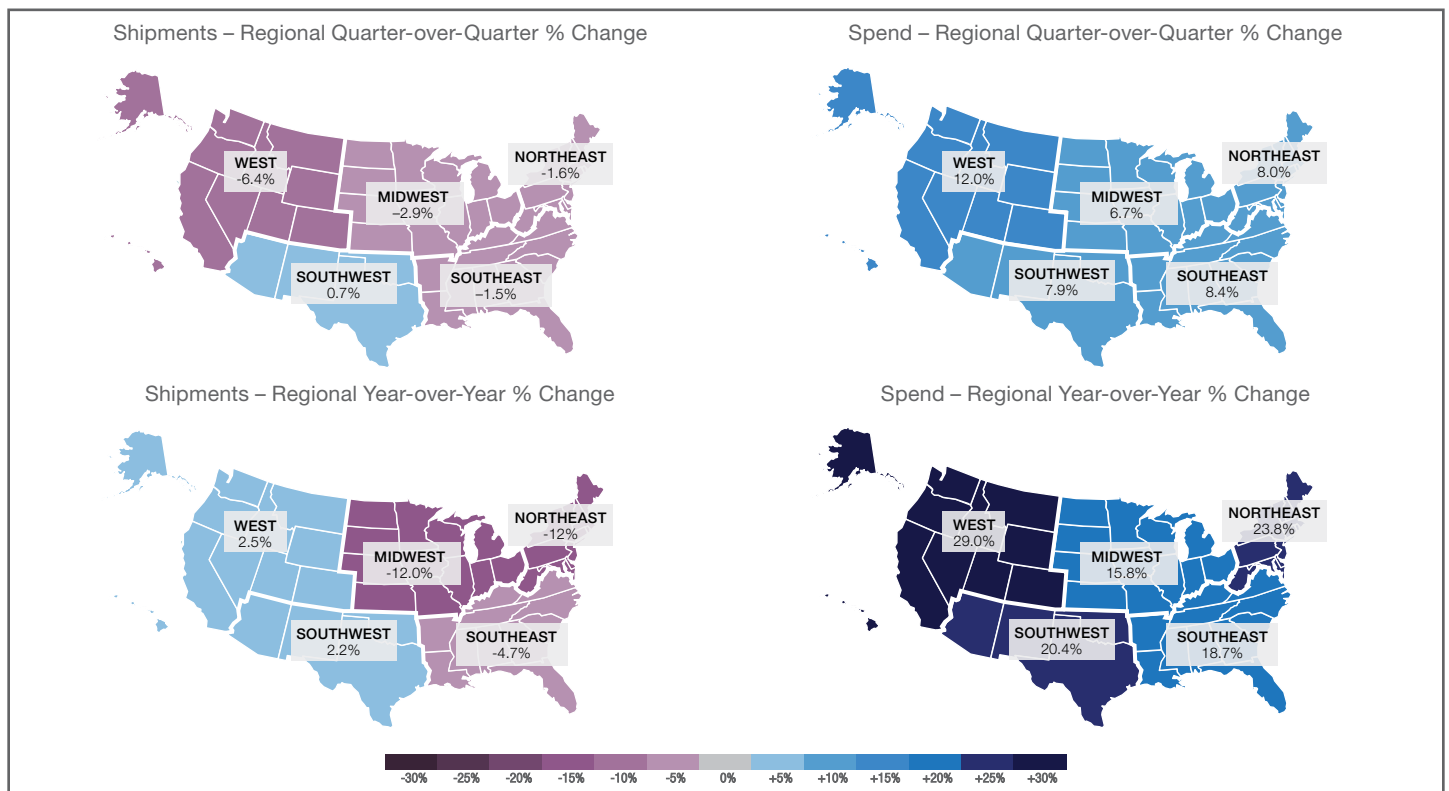 Shipments – Regional Quarter-over-Quarter % Change
WEST
-6.4%
NORTHEAST
-1.6%
MIDWEST
–2.9%
SOUTHWEST
0.7%
SOUTHEAST
–1.5%
Spend – Regional Quarter-over-Quarter % Change
WEST
12.0%
NORTHEAST
8.0%
MIDWEST
6.7%
SOUTHWEST
7.9%
SOUTHEAST
8.4%
Shipments – Regional Year-over-Year % Change
WEST
2.5%
NORTHEAST
-12%
MIDWEST
-12.0%
SOUTHWEST
2.2%
SOUTHEAST
-4.7%
Spend – Regional Year-over-Year % Change
WEST
29.0%
NORTHEAST
23.8%
MIDWEST
15.8%
SOUTHWEST
20.4%
SOUTHEAST
18.7%
-30% -25% -20% -15% -10% -5% 0% +5% +10% +15% +20% +25% +30%